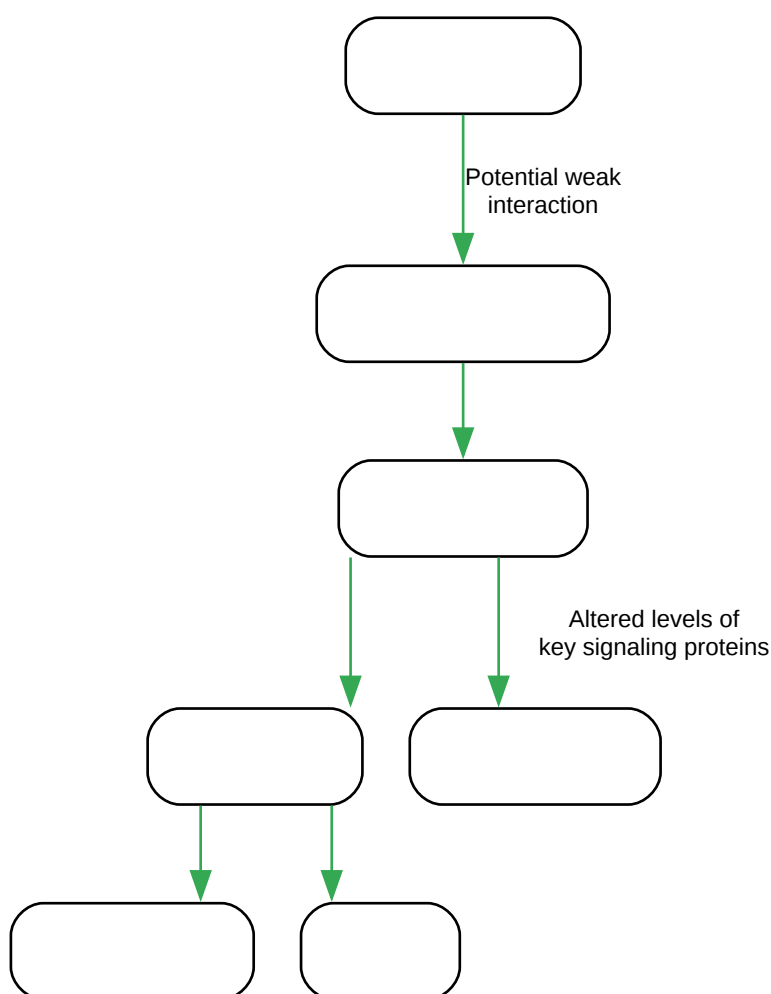 Potential weak
interaction
Altered levels of
key signaling proteins